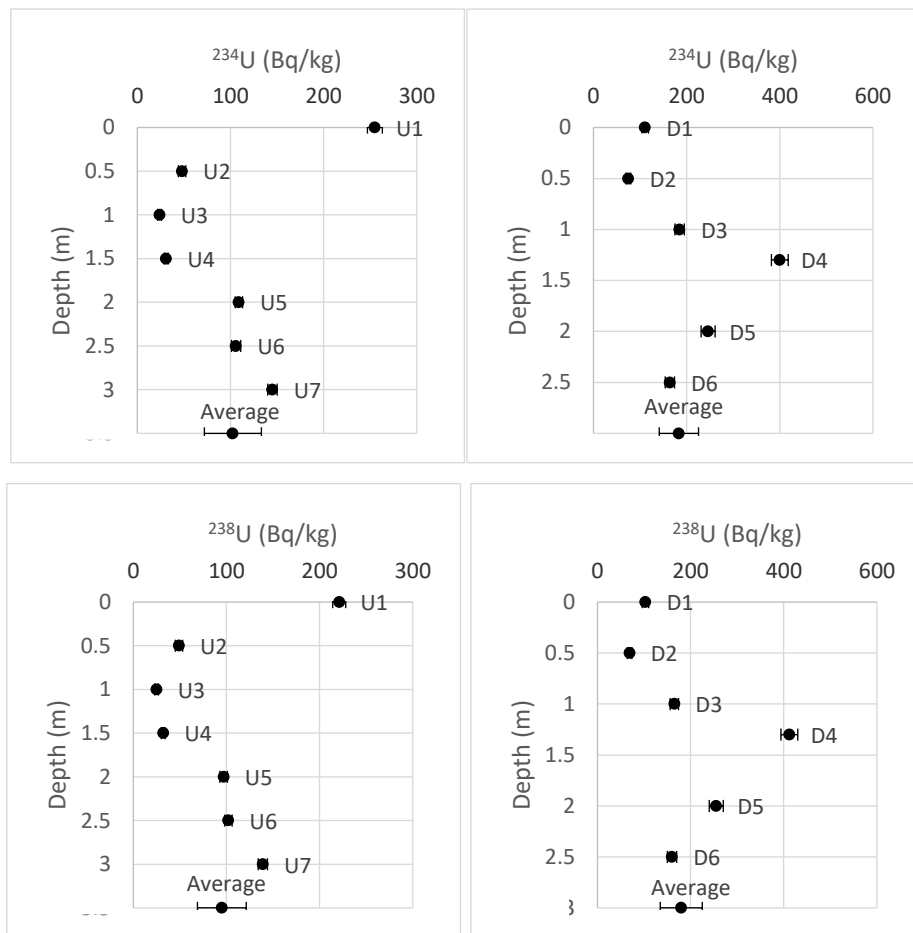 ²³⁴U (Bq/kg)
0 100 200 300
0
0.5
1
1.5
2
2.5
3
Depth (m)
U1
U2
U3
U4
U5
U6
U7
Average
²³⁴U (Bq/kg)
0 200 400 600
0
0.5
1
1.5
2
2.5
Depth (m)
D1
D2
D3
D4
D5
D6
Average
²³⁸U (Bq/kg)
0 100 200 300
0
0.5
1
1.5
2
2.5
3
Depth (m)
U1
U2
U3
U4
U5
U6
U7
Average
²³⁸U (Bq/kg)
0 200 400 600
0
0.5
1
1.5
2
2.5
Depth (m)
D1
D2
D3
D4
D5
D6
Average